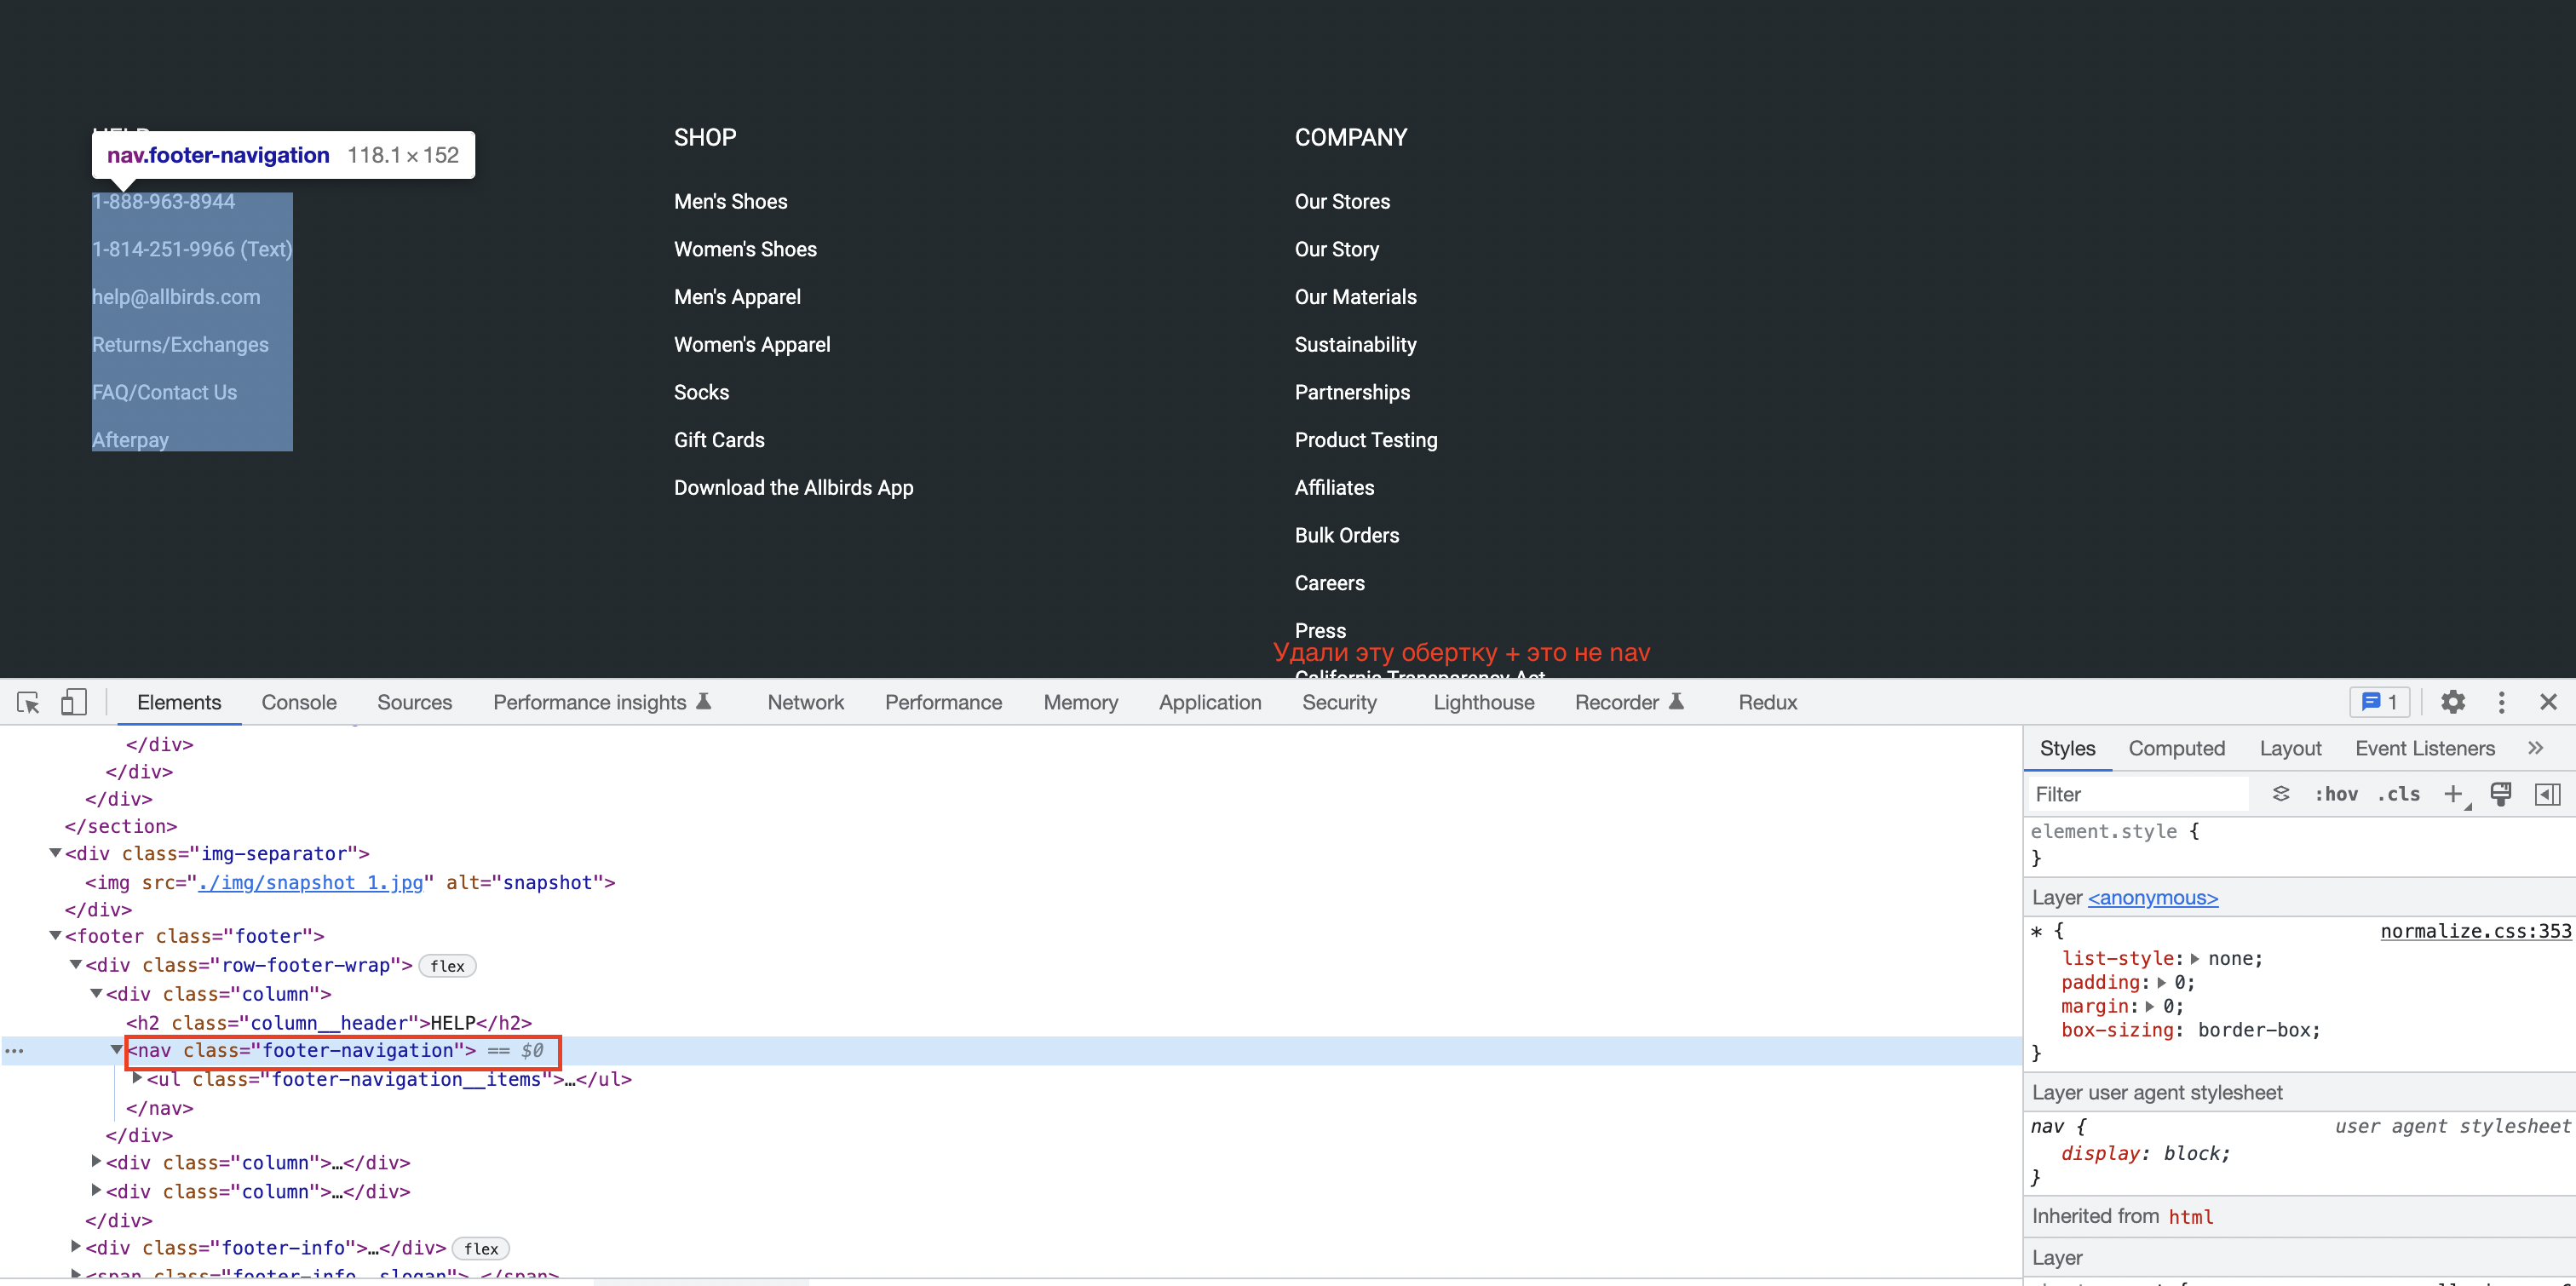 HELP
nav.footer-navigation 118.1 × 152
1-888-963-8944
1-814-251-9966 (Text)
help@allbirds.com
Returns/Exchanges
FAQ/Contact Us
Afterpay
SHOP
Men's Shoes
Women's Shoes
Men's Apparel
Women's Apparel
Socks
Gift Cards
Download the Allbirds App
COMPANY
Our Stores
Our Story
Our Materials
Sustainability
Partnerships
Product Testing
Affiliates
Bulk Orders
Careers
Press
Удали эту обертку + это не nav
California Transparency Act
Elements Console Sources Performance insights Network Performance Memory Application Security Lighthouse Recorder Redux 1
</div>
</div>
</div>
</section>
<div class="img-separator">
<img src="./img/snapshot_1.jpg" alt="snapshot">
</div>
<footer class="footer">
<div class="row-footer-wrap"> flex
<div class="column">
<h2 class="column__header">HELP</h2>
<nav class="footer-navigation"> == $0
<ul class="footer-navigation__items">…</ul>
</nav>
</div>
<div class="column">…</div>
<div class="column">…</div>
</div>
<div class="footer-info">…</div> flex
<span class="footer-info__slogan">…</span>
Styles Computed Layout Event Listeners »
Filter :hov .cls +
element.style {
}
Layer <anonymous>
* { normalize.css:353
list-style: none;
padding: 0;
margin: 0;
box-sizing: border-box;
}
Layer user agent stylesheet
nav { user agent stylesheet
display: block;
}
Inherited from html
Layer